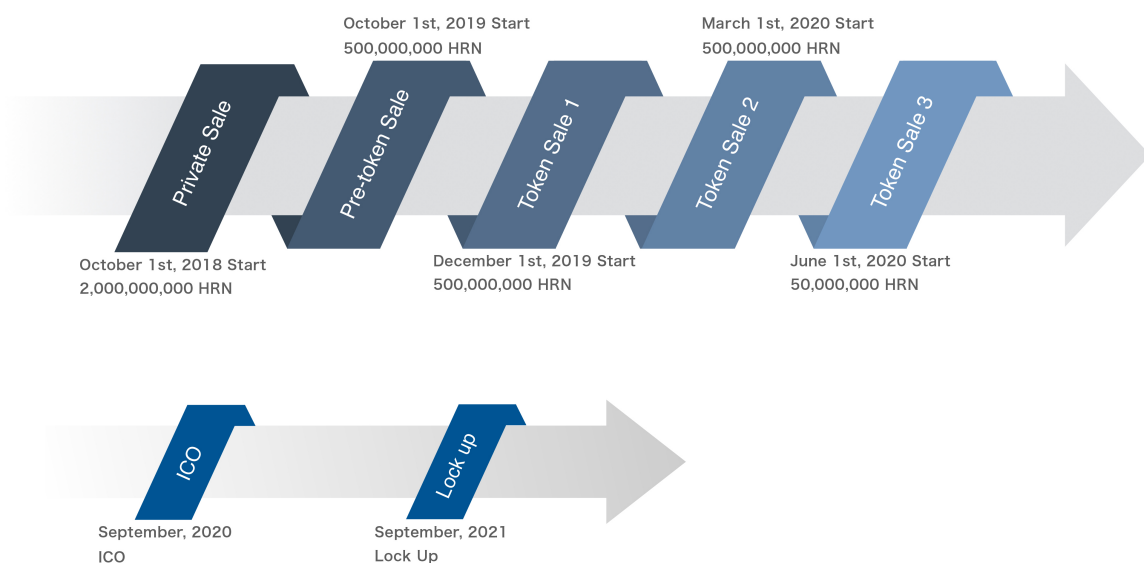 October 1st, 2019 Start
500,000,000 HRN
March 1st, 2020 Start
500,000,000 HRN
Private Sale
Pre-token Sale
Token Sale 1
Token Sale 2
Token Sale 3
October 1st, 2018 Start
2,000,000,000 HRN
December 1st, 2019 Start
500,000,000 HRN
June 1st, 2020 Start
50,000,000 HRN
ICO
Lock up
September, 2020
ICO
September, 2021
Lock Up